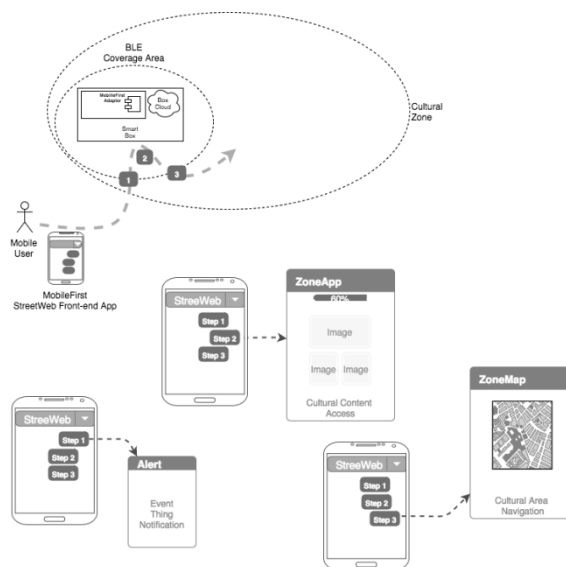 BLE
Coverage Area
MobileFirst
Adapter
Box
Cloud
Smart
Box
Cultural
Zone
1
2
3
Mobile
User
MobileFirst
StreetWeb Front-end App
StreeWeb
Step 1
Step 2
Step 3
ZoneApp
60%
Image
Image
Image
Cultural Content
Access
StreeWeb
Step 1
Step 2
Step 3
Alert
Event
Thing
Notification
StreeWeb
Step 1
Step 2
Step 3
ZoneMap
Cultural Area
Navigation